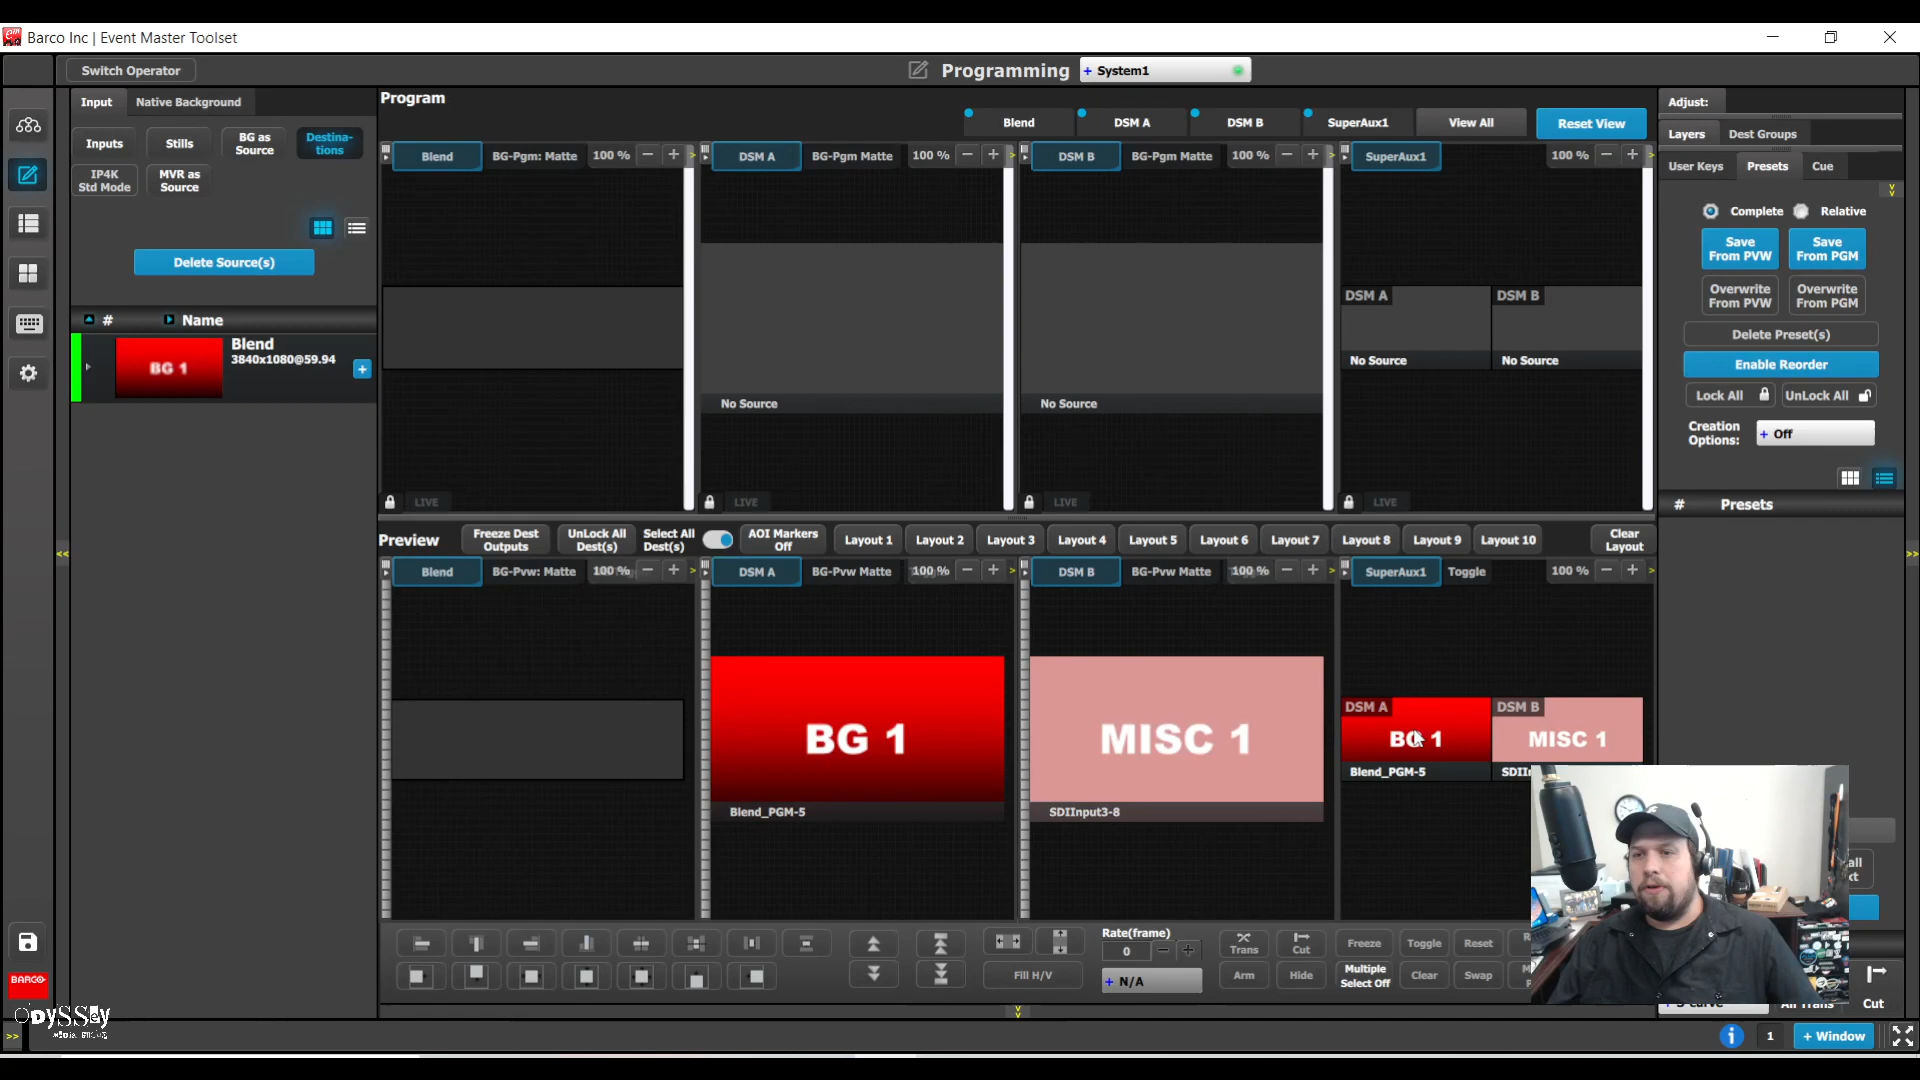 Barco Inc | Event Master Toolset
Switch Operator
Programming
+ System1
Input
Native Background
Inputs
Stills
BG as
Source
Destina-
tions
IP4K
Std Mode
MVR as
Source
Delete Source(s)
#
Name
BG 1
Blend
3840x1080@59.94
+
Program
Blend
DSM A
DSM B
SuperAux1
View All
Reset View
Blend
BG-Pgm: Matte
100 %
DSM A
BG-Pgm Matte
100 %
DSM B
BG-Pgm Matte
100 %
SuperAux1
100 %
DSM A
DSM B
No Source
No Source
No Source
No Source
LIVE
LIVE
LIVE
LIVE
Preview
Freeze Dest
Outputs
UnLock All
Dest(s)
Select All
Dest(s)
AOI Markers
Off
Layout 1
Layout 2
Layout 3
Layout 4
Layout 5
Layout 6
Layout 7
Layout 8
Layout 9
Layout 10
Clear
Layout
Blend
BG-Pvw: Matte
100 %
DSM A
BG-Pvw Matte
100 %
DSM B
BG-Pvw Matte
100 %
SuperAux1
Toggle
100 %
BG 1
Blend_PGM-5
MISC 1
SDIInput3-8
DSM A
BG 1
Blend_PGM-5
DSM B
MISC 1
SDIIn
Rate(frame)
0
+ N/A
Fill H/V
Trans
Cut
Arm
Hide
Freeze
Toggle
Reset
Multiple
Select Off
Clear
Swap
Adjust:
Layers
Dest Groups
User Keys
Presets
Cue
Complete
Relative
Save
From PVW
Save
From PGM
Overwrite
From PVW
Overwrite
From PGM
Delete Preset(s)
Enable Reorder
Lock All
UnLock All
Creation
Options:
+ Off
#
Presets
Cut
BARCO
Odyssey
1
+ Window